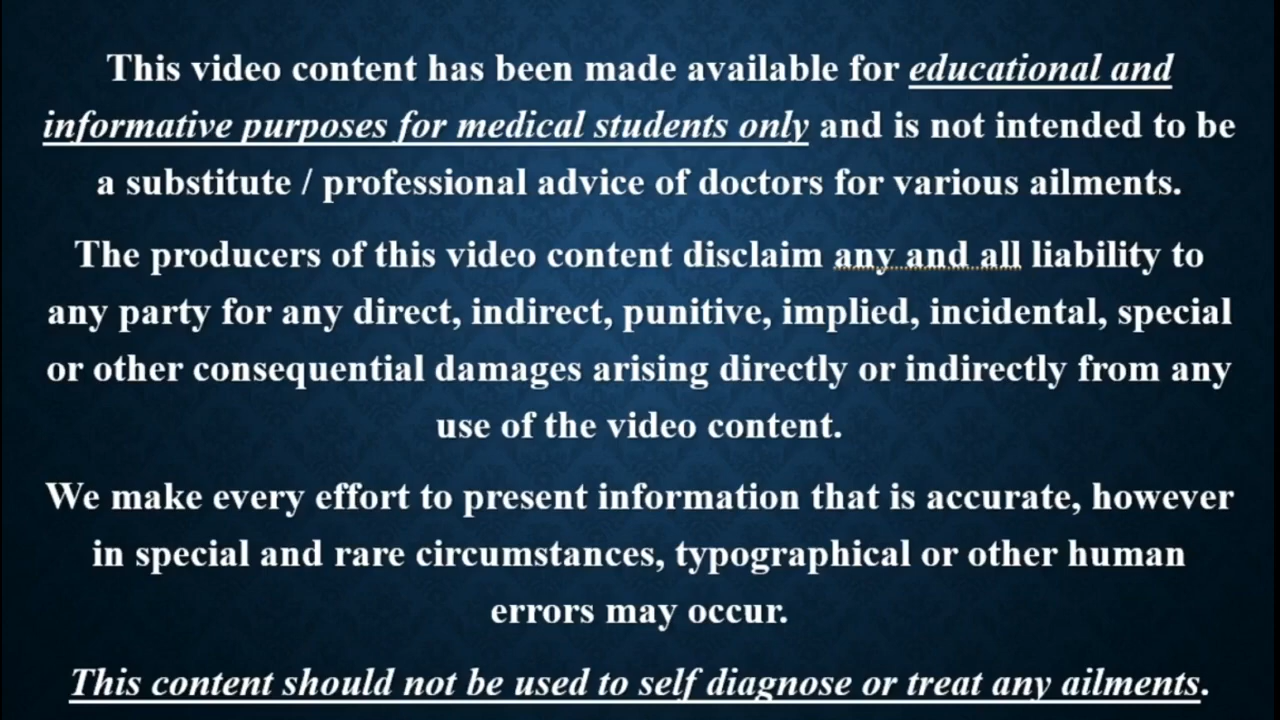 This video content has been made available for educational and
informative purposes for medical students only and is not intended to be
a substitute / professional advice of doctors for various ailments.
The producers of this video content disclaim any and all liability to
any party for any direct, indirect, punitive, implied, incidental, special
or other consequential damages arising directly or indirectly from any
use of the video content.
We make every effort to present information that is accurate, however
in special and rare circumstances, typographical or other human
errors may occur.
This content should not be used to self diagnose or treat any ailments.